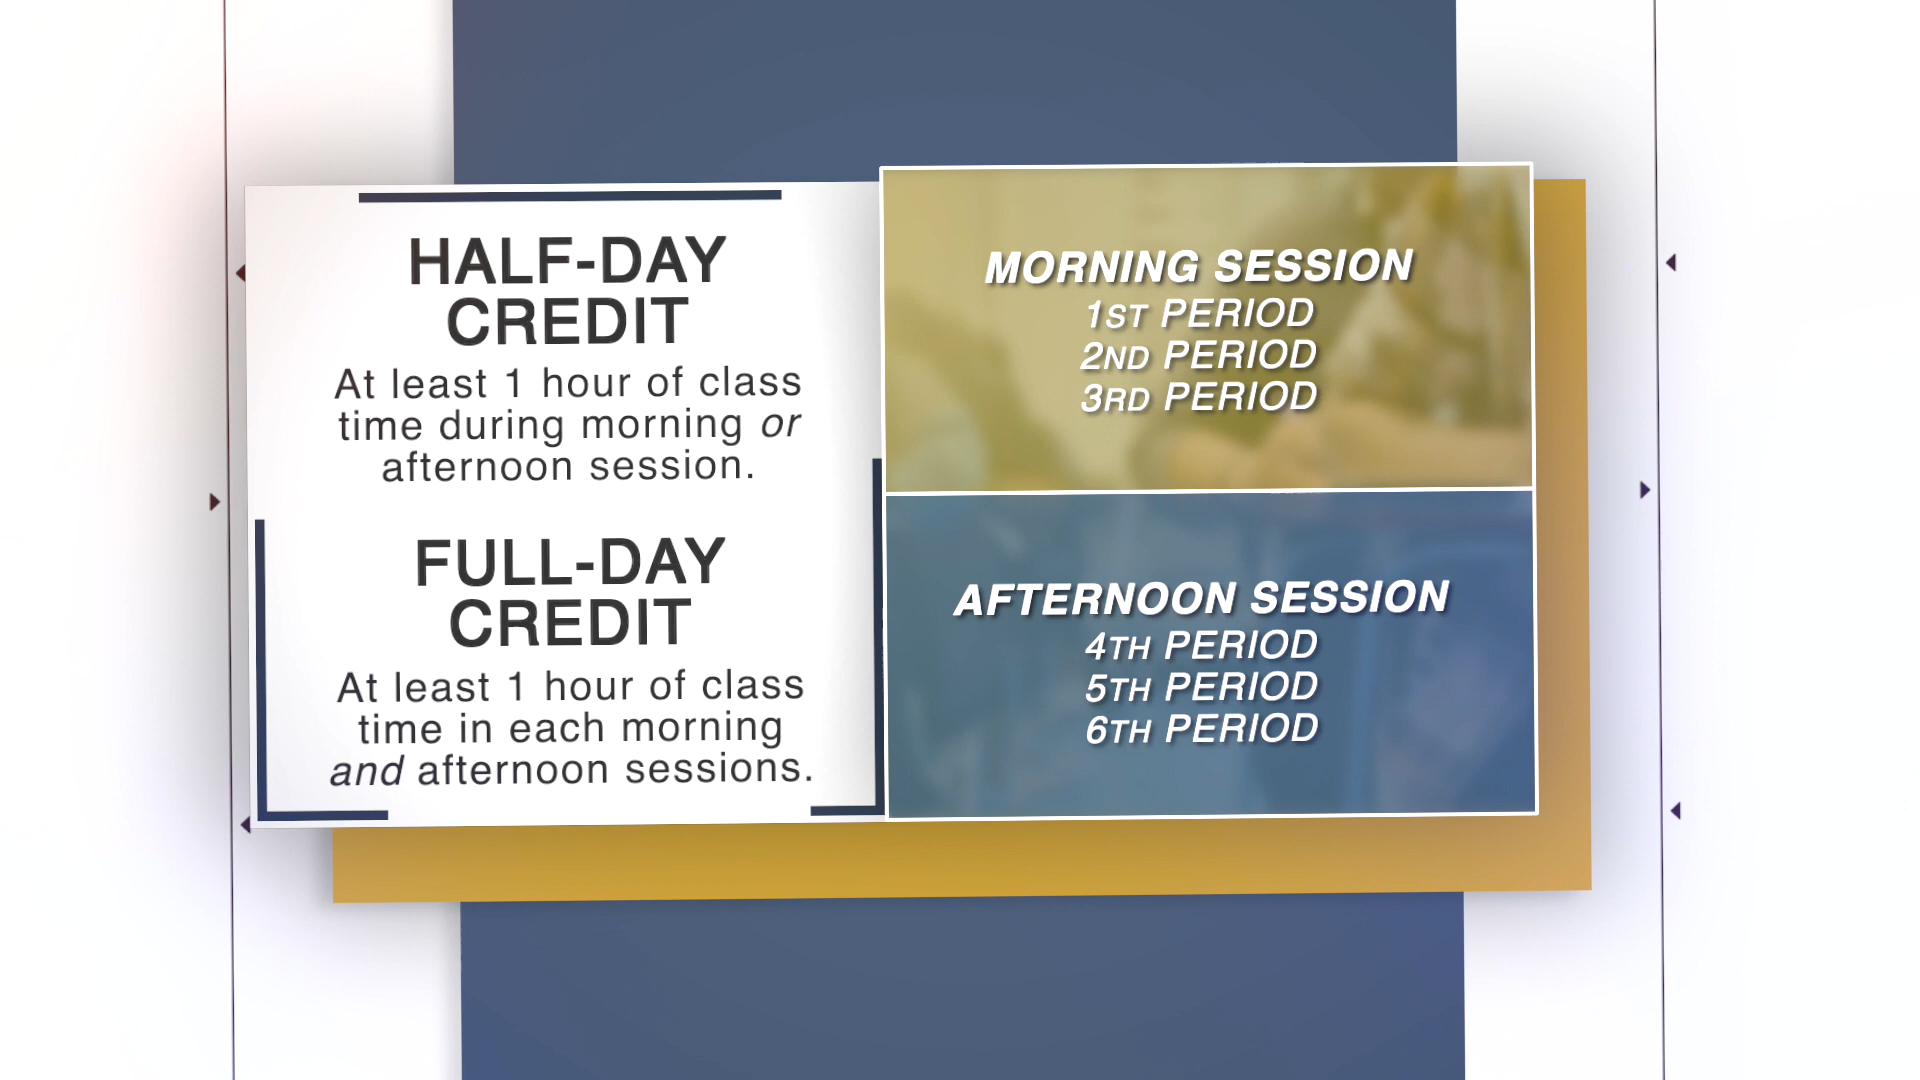 HALF-DAY
CREDIT
At least 1 hour of class
time during morning or
afternoon session.
FULL-DAY
CREDIT
At least 1 hour of class
time in each morning
and afternoon sessions.
MORNING SESSION
1ST PERIOD
2ND PERIOD
3RD PERIOD
AFTERNOON SESSION
4TH PERIOD
5TH PERIOD
6TH PERIOD